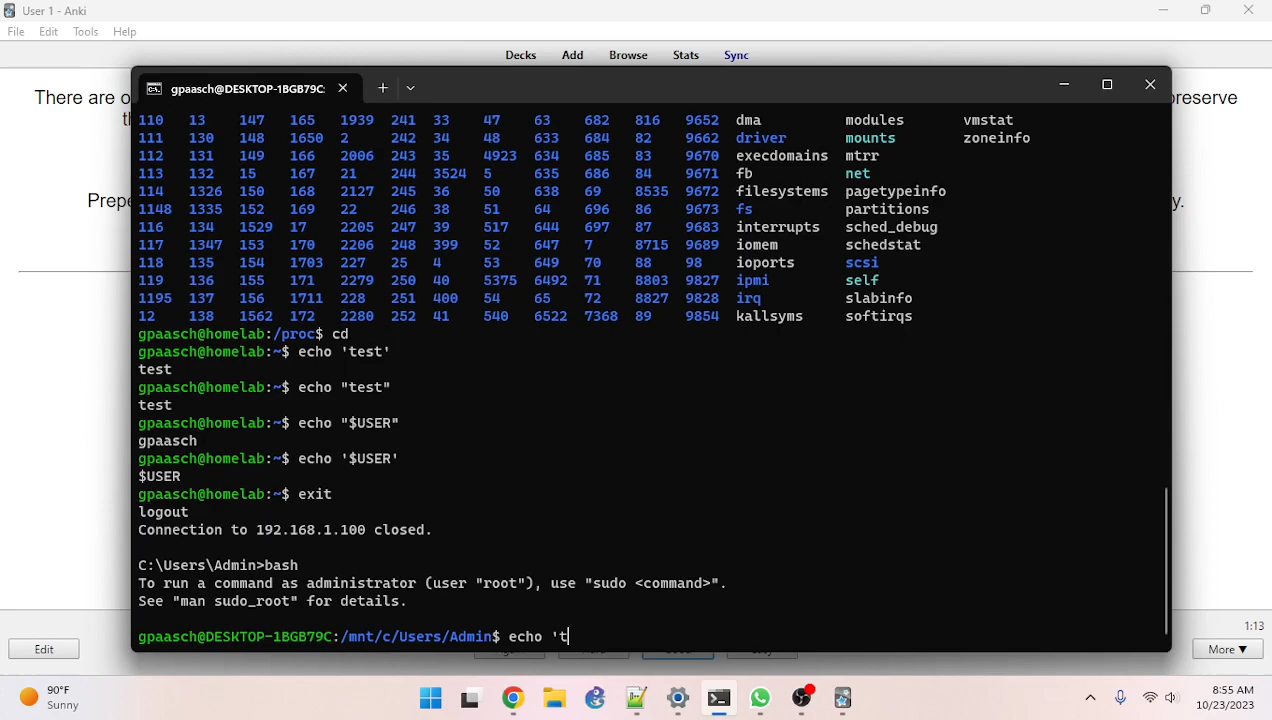 User 1 - Anki
File Edit Tools Help
Decks Add Browse Stats Sync
There are o
preserve
th
Prepe
y.
gpaasch@DESKTOP-1BGB79C:
110 13 147 165 1939 241 33 47 63 682 816 9652 dma modules vmstat
111 130 148 1650 2 242 34 48 633 684 82 9662 driver mounts zoneinfo
112 131 149 166 2006 243 35 4923 634 685 83 9670 execdomains mtrr
113 132 15 167 21 244 3524 5 635 686 84 9671 fb net
114 1326 150 168 2127 245 36 50 638 69 8535 9672 filesystems pagetypeinfo
1148 1335 152 169 22 246 38 51 64 696 86 9673 fs partitions
116 134 1529 17 2205 247 39 517 644 697 87 9683 interrupts sched_debug
117 1347 153 170 2206 248 399 52 647 7 8715 9689 iomem schedstat
118 135 154 1703 227 25 4 53 649 70 88 98 ioports scsi
119 136 155 171 2279 250 40 5375 6492 71 8803 9827 ipmi self
1195 137 156 1711 228 251 400 54 65 72 8827 9828 irq slabinfo
12 138 1562 172 2280 252 41 540 6522 7368 89 9854 kallsyms softirqs
gpaasch@homelab:/proc$ cd
gpaasch@homelab:~$ echo 'test'
test
gpaasch@homelab:~$ echo "test"
test
gpaasch@homelab:~$ echo "$USER"
gpaasch
gpaasch@homelab:~$ echo '$USER'
$USER
gpaasch@homelab:~$ exit
logout
Connection to 192.168.1.100 closed.
C:\Users\Admin>bash
To run a command as administrator (user "root"), use "sudo <command>".
See "man sudo_root" for details.
gpaasch@DESKTOP-1BGB79C:/mnt/c/Users/Admin$ echo 't
1:13
Edit
More ▼
90°F
Sunny
8:55 AM
10/23/2023